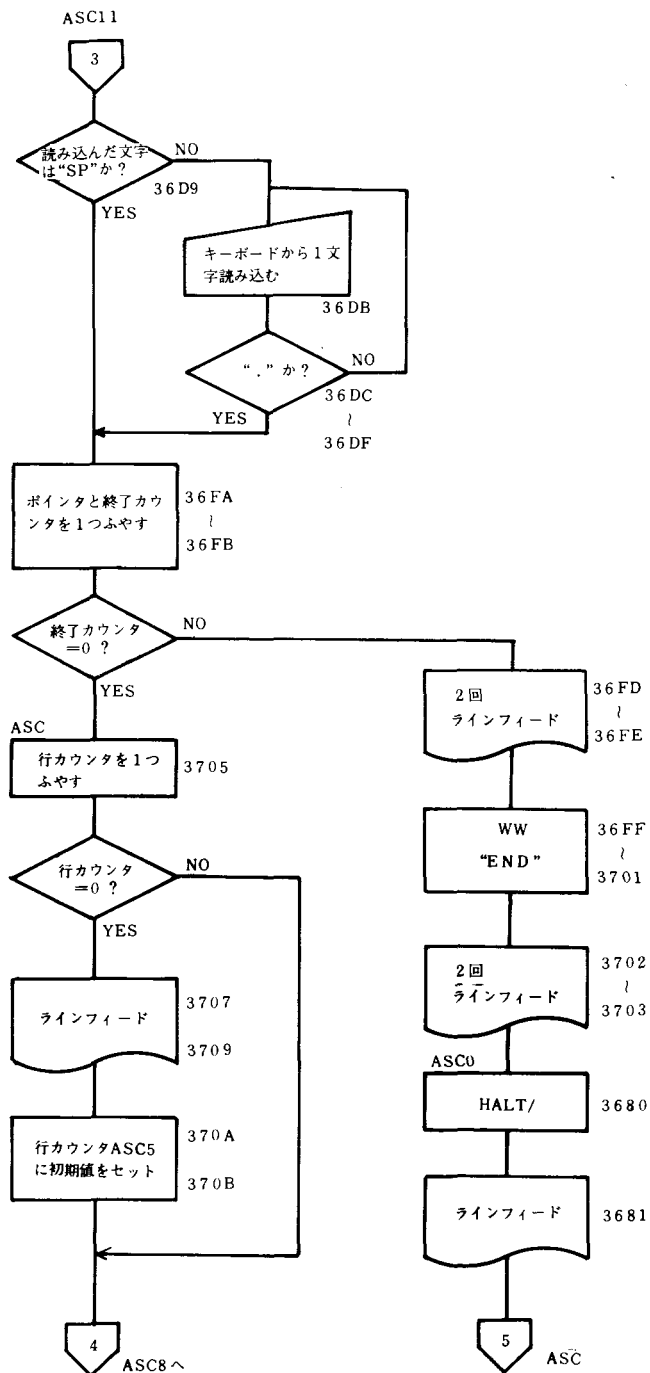 ASC11
3
読み込んだ文字
は“SP”か？
NO
36D9
YES
キーボードから1文
字読み込む
36DB
“．”か？
NO
36DC
～
36DF
YES
ポインタと終了カウ
ンタを1つふやす
36FA
～
36FB
終了カウンタ
=0 ?
NO
YES
ASC
行カウンタを1つ
ふやす
3705
行カウンタ
=0 ?
NO
YES
ラインフィード
3707
3709
行カウンタASC5
に初期値をセット
370A
370B
4
ASC8へ
2回
ラインフィード
36FD
～
36FE
WW
“END”
36FF
～
3701
2回
ラインフィード
3702
～
3703
ASC0
HALT/
3680
ラインフィード
3681
5
ASC